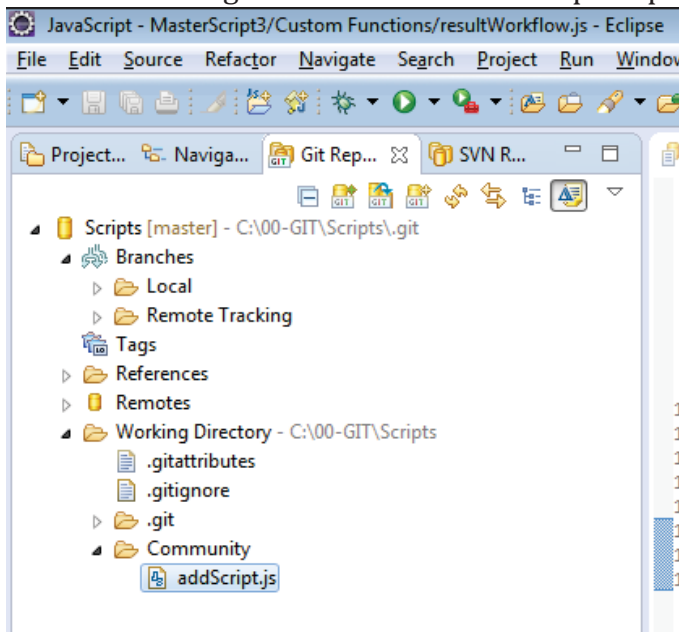 JavaScript - MasterScript3/Custom Functions/resultWorkflow.js - Eclipse
File Edit Source Refactor Navigate Search Project Run Window
Project... Naviga... Git Rep... SVN R...
Scripts [master] - C:\00-GIT\Scripts\.git
Branches
Local
Remote Tracking
Tags
References
Remotes
Working Directory - C:\00-GIT\Scripts
.gitattributes
.gitignore
.git
Community
addScript.js